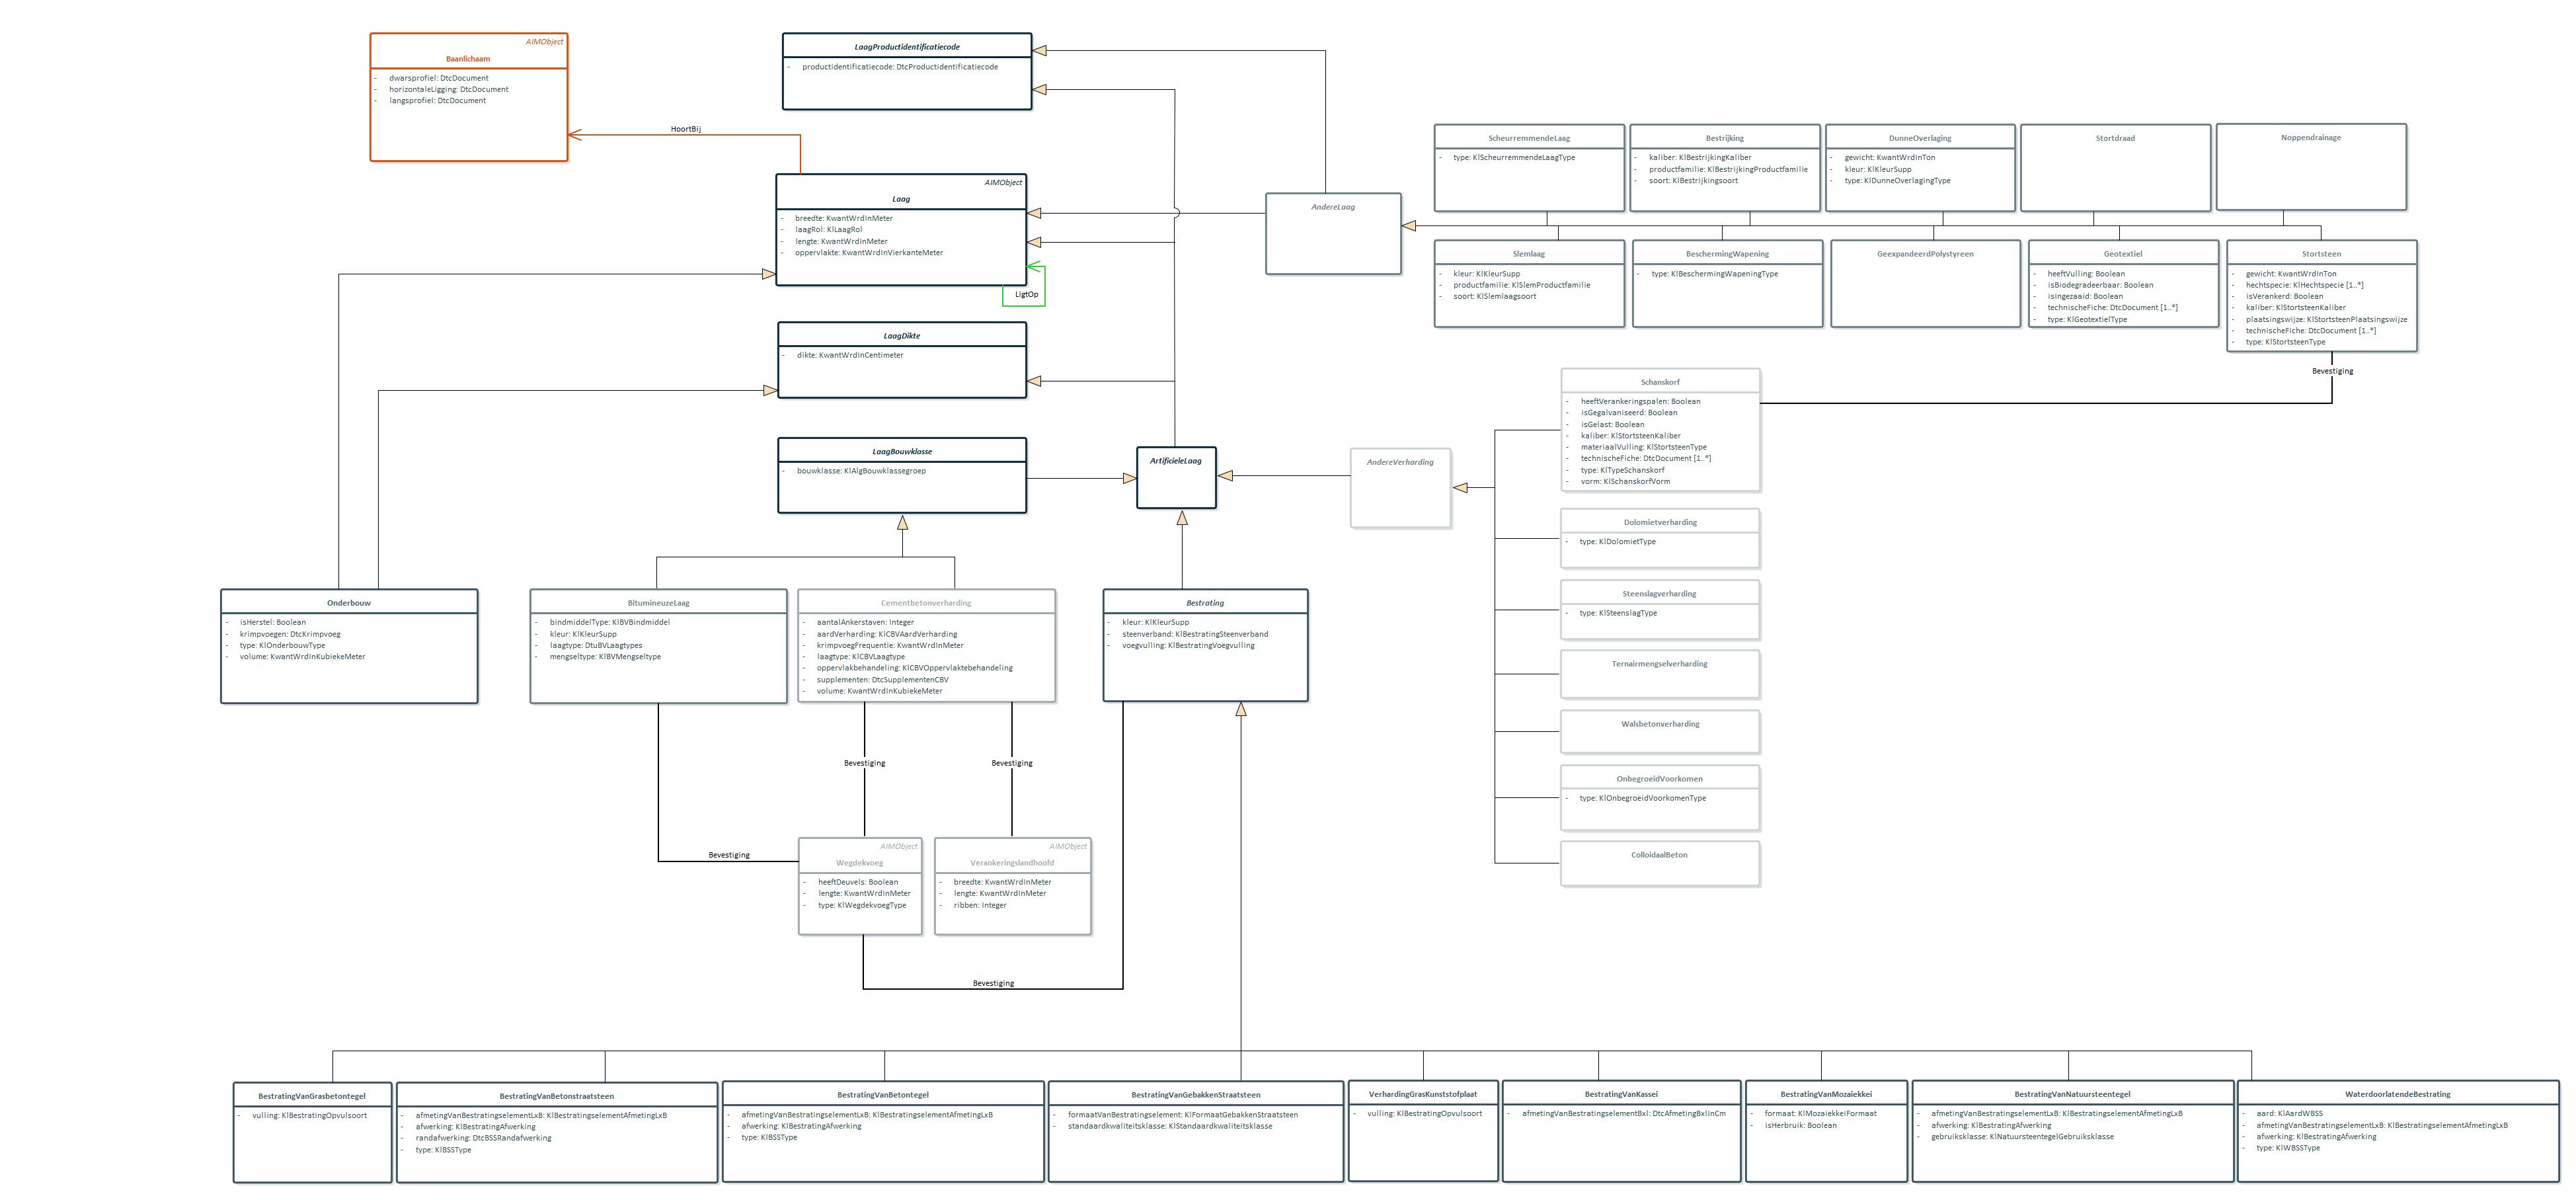 AIMObject
Baanlichaam
- dwarsprofiel: DtcDocument
- horizontaleLigging: DtcDocument
- langsprofiel: DtcDocument
LaagProductidentificatiecode
- productidentificatiecode: DtcProductidentificatiecode
HoortBij
AIMObject
Laag
- breedte: KwantWrdInMeter
- laagRol: KlLaagRol
- lengte: KwantWrdInMeter
- oppervlakte: KwantWrdInVierkanteMeter
LigtOp
AndereLaag
ScheurremmendeLaag
- type: KlScheurremmendeLaagType
Bestrijking
- kaliber: KlBestrijkingKaliber
- productfamilie: KlBestrijkingProductfamilie
- soort: KlBestrijkingsoort
DunneOverlaging
- gewicht: KwantWrdInTon
- kleur: KlKleurSupp
- type: KlDunneOverlagingType
Stortdraad
Noppendrainage
Slemlaag
- kleur: KlKleurSupp
- productfamilie: KlSlemProductfamilie
- soort: KlSlemlaagsoort
BeschermingWapening
- type: KlBeschermingWapeningType
GeexpandeerdPolystyreen
Geotextiel
- heeftVulling: Boolean
- isBiodegradeerbaar: Boolean
- isIngezaaid: Boolean
- technischeFiche: DtcDocument [1..*]
- type: KlGeotextielType
Stortsteen
- gewicht: KwantWrdInTon
- hechtspecie: KlHechtspecie [1..*]
- isVerankerd: Boolean
- kaliber: KlStortsteenKaliber
- plaatsingswijze: KlStortsteenPlaatsingswijze
- technischeFiche: DtcDocument [1..*]
- type: KlStortsteenType
Bevestiging
LaagDikte
- dikte: KwantWrdInCentimeter
LaagBouwklasse
- bouwklasse: KlAlgBouwklassegroep
ArtificieleLaag
AndereVerharding
Schanskorf
- heeftVerankeringspalen: Boolean
- isGegalvaniseerd: Boolean
- isGelast: Boolean
- kaliber: KlStortsteenKaliber
- materiaalVulling: KlStortsteenType
- technischeFiche: DtcDocument [1..*]
- type: KlTypeSchanskorf
- vorm: KlSchanskorfVorm
Dolomietverharding
- type: KlDolomietType
Steenslagverharding
- type: KlSteenslagType
Ternairmengselverharding
Walsbetonverharding
OnbegroeidVoorkomen
- type: KlOnbegroeidVoorkomenType
ColloidaalBeton
Onderbouw
- isHerstel: Boolean
- krimpvoegen: DtcKrimpvoeg
- type: KlOnderbouwType
- volume: KwantWrdInKubiekeMeter
BitumineuzeLaag
- bindmiddelType: KlBVBindmiddel
- kleur: KlKleurSupp
- laagtype: DtuBVLaagtypes
- mengseltype: KlBVMengseltype
Cementbetonverharding
- aantalAnkerstaven: Integer
- aardVerharding: KlCBVAardVerharding
- krimpvoegFrequentie: KwantWrdInMeter
- laagtype: KlCBVLaagtype
- oppervlakbehandeling: KlCBVOppervlaktebehandeling
- supplementen: DtcSupplementenCBV
- volume: KwantWrdInKubiekeMeter
Bestrating
- kleur: KlKleurSupp
- steenverband: KlBestratingSteenverband
- voegvulling: KlBestratingVoegvulling
Bevestiging
Bevestiging
Bevestiging
AIMObject
Wegdekvoeg
- heeftDeuvels: Boolean
- lengte: KwantWrdInMeter
- type: KlWegdekvoegType
AIMObject
Verankeringslandhoofd
- breedte: KwantWrdInMeter
- lengte: KwantWrdInMeter
- ribben: Integer
Bevestiging
BestratingVanGrasbetontegel
- vulling: KlBestratingOpvulsoort
BestratingVanBetonstraatsteen
- afmetingVanBestratingselementLxB: KlBestratingselementAfmetingLxB
- afwerking: KlBestratingAfwerking
- randafwerking: DtcBSSRandafwerking
- type: KlBSSType
BestratingVanBetontegel
- afmetingVanBestratingselementLxB: KlBestratingselementAfmetingLxB
- afwerking: KlBestratingAfwerking
- type: KlBSSType
BestratingVanGebakkenStraatsteen
- formaatVanBestratingselement: KlFormaatGebakkenStraatsteen
- standaardkwaliteitsklasse: KlStandaardkwaliteitsklasse
VerhardingGrasKunststofplaat
- vulling: KlBestratingOpvulsoort
BestratingVanKassei
- afmetingVanBestratingselementBxl: DtcAfmetingBxlInCm
BestratingVanMozaiekkei
- formaat: KlMozaiekkeiFormaat
- isHerbruik: Boolean
BestratingVanNatuursteentegel
- afmetingVanBestratingselementLxB: KlBestratingselementAfmetingLxB
- afwerking: KlBestratingAfwerking
- gebruiksklasse: KlNatuursteentegelGebruiksklasse
WaterdoorlatendeBestrating
- aard: KlAardWBSS
- afmetingVanBestratingselementLxB: KlBestratingselementAfmetingLxB
- afwerking: KlBestratingAfwerking
- type: KlWBSSType